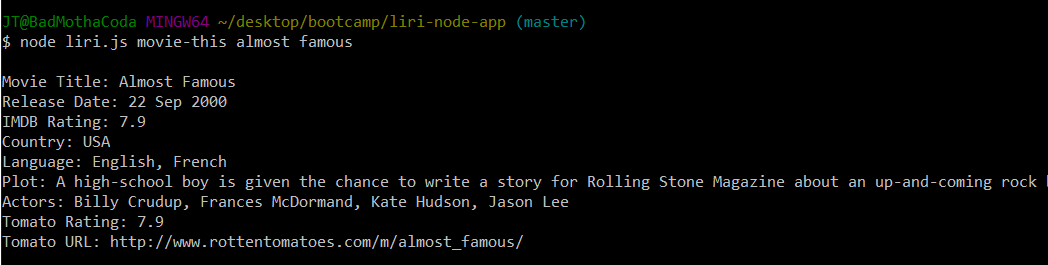 JT@BadMothaCoda MINGW64 ~/desktop/bootcamp/liri-node-app (master)
$ node liri.js movie-this almost famous
Movie Title: Almost Famous
Release Date: 22 Sep 2000
IMDB Rating: 7.9
Country: USA
Language: English, French
Plot: A high-school boy is given the chance to write a story for Rolling Stone Magazine about an up-and-coming rock
Actors: Billy Crudup, Frances McDormand, Kate Hudson, Jason Lee
Tomato Rating: 7.9
Tomato URL: http://www.rottentomatoes.com/m/almost_famous/